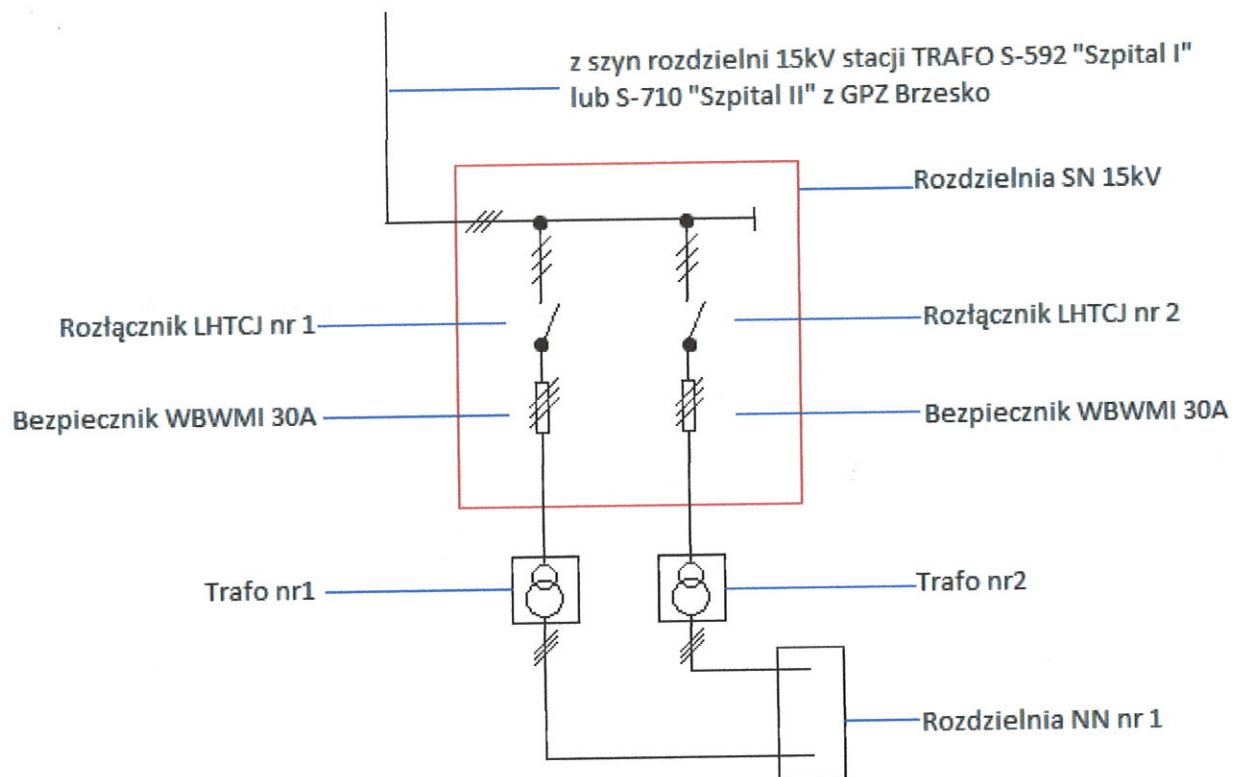 z szyn rozdzielni 15kV stacji TRAFO S-592 "Szpital I"
lub S-710 "Szpital II" z GPZ Brzesko
Rozdzielnia SN 15kV
Rozłącznik LHTCJ nr 1
Rozłącznik LHTCJ nr 2
Bezpiecznik WBWMI 30A
Bezpiecznik WBWMI 30A
Trafo nr1
Trafo nr2
Rozdzielnia NN nr 1